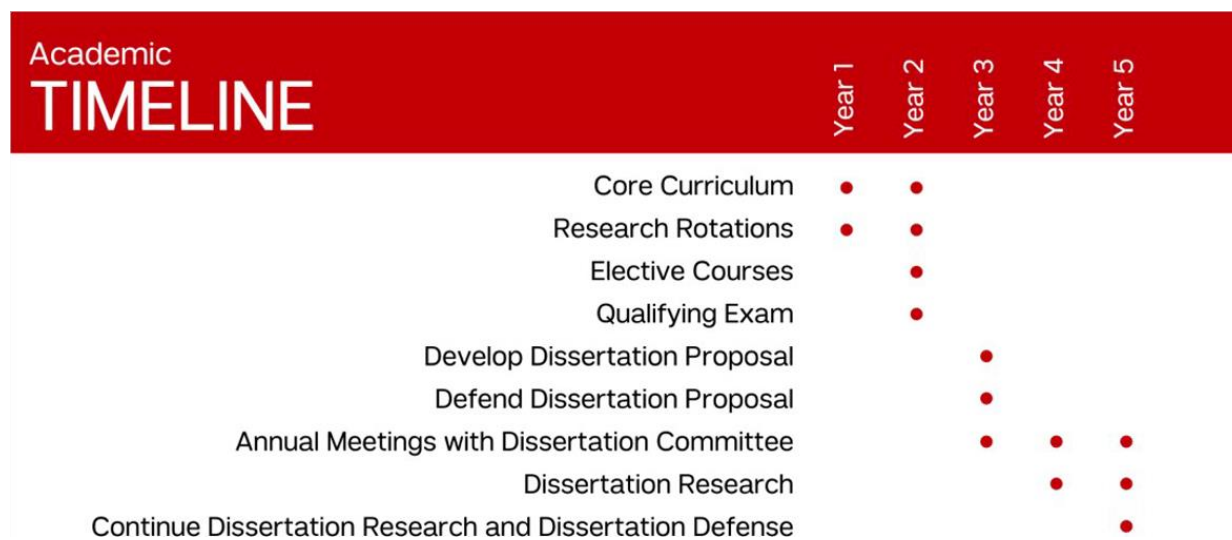 Academic
TIMELINE
Year 1
Year 2
Year 3
Year 4
Year 5
Core Curriculum
Research Rotations
Elective Courses
Qualifying Exam
Develop Dissertation Proposal
Defend Dissertation Proposal
Annual Meetings with Dissertation Committee
Dissertation Research
Continue Dissertation Research and Dissertation Defense